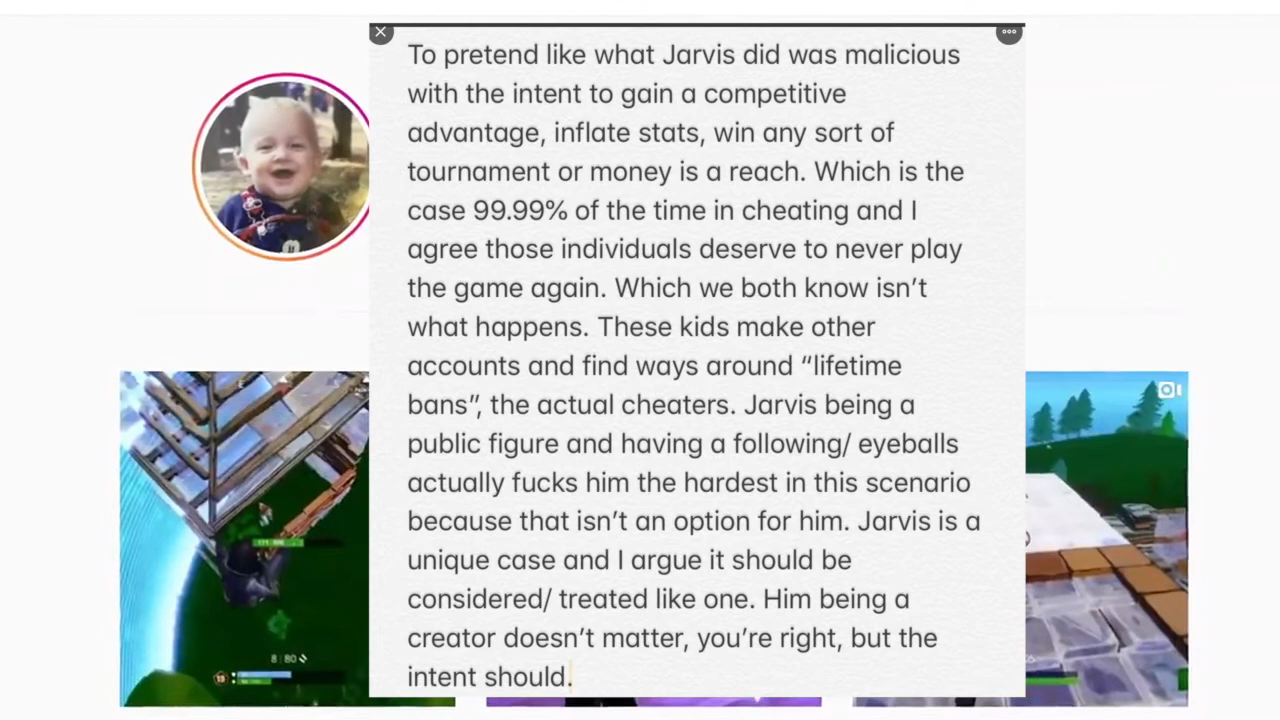 To pretend like what Jarvis did was malicious
with the intent to gain a competitive
advantage, inflate stats, win any sort of
tournament or money is a reach. Which is the
case 99.99% of the time in cheating and I
agree those individuals deserve to never play
the game again. Which we both know isn’t
what happens. These kids make other
accounts and find ways around “lifetime
bans”, the actual cheaters. Jarvis being a
public figure and having a following/ eyeballs
actually fucks him the hardest in this scenario
because that isn’t an option for him. Jarvis is a
unique case and I argue it should be
considered/ treated like one. Him being a
creator doesn’t matter, you’re right, but the
intent should.
8|80